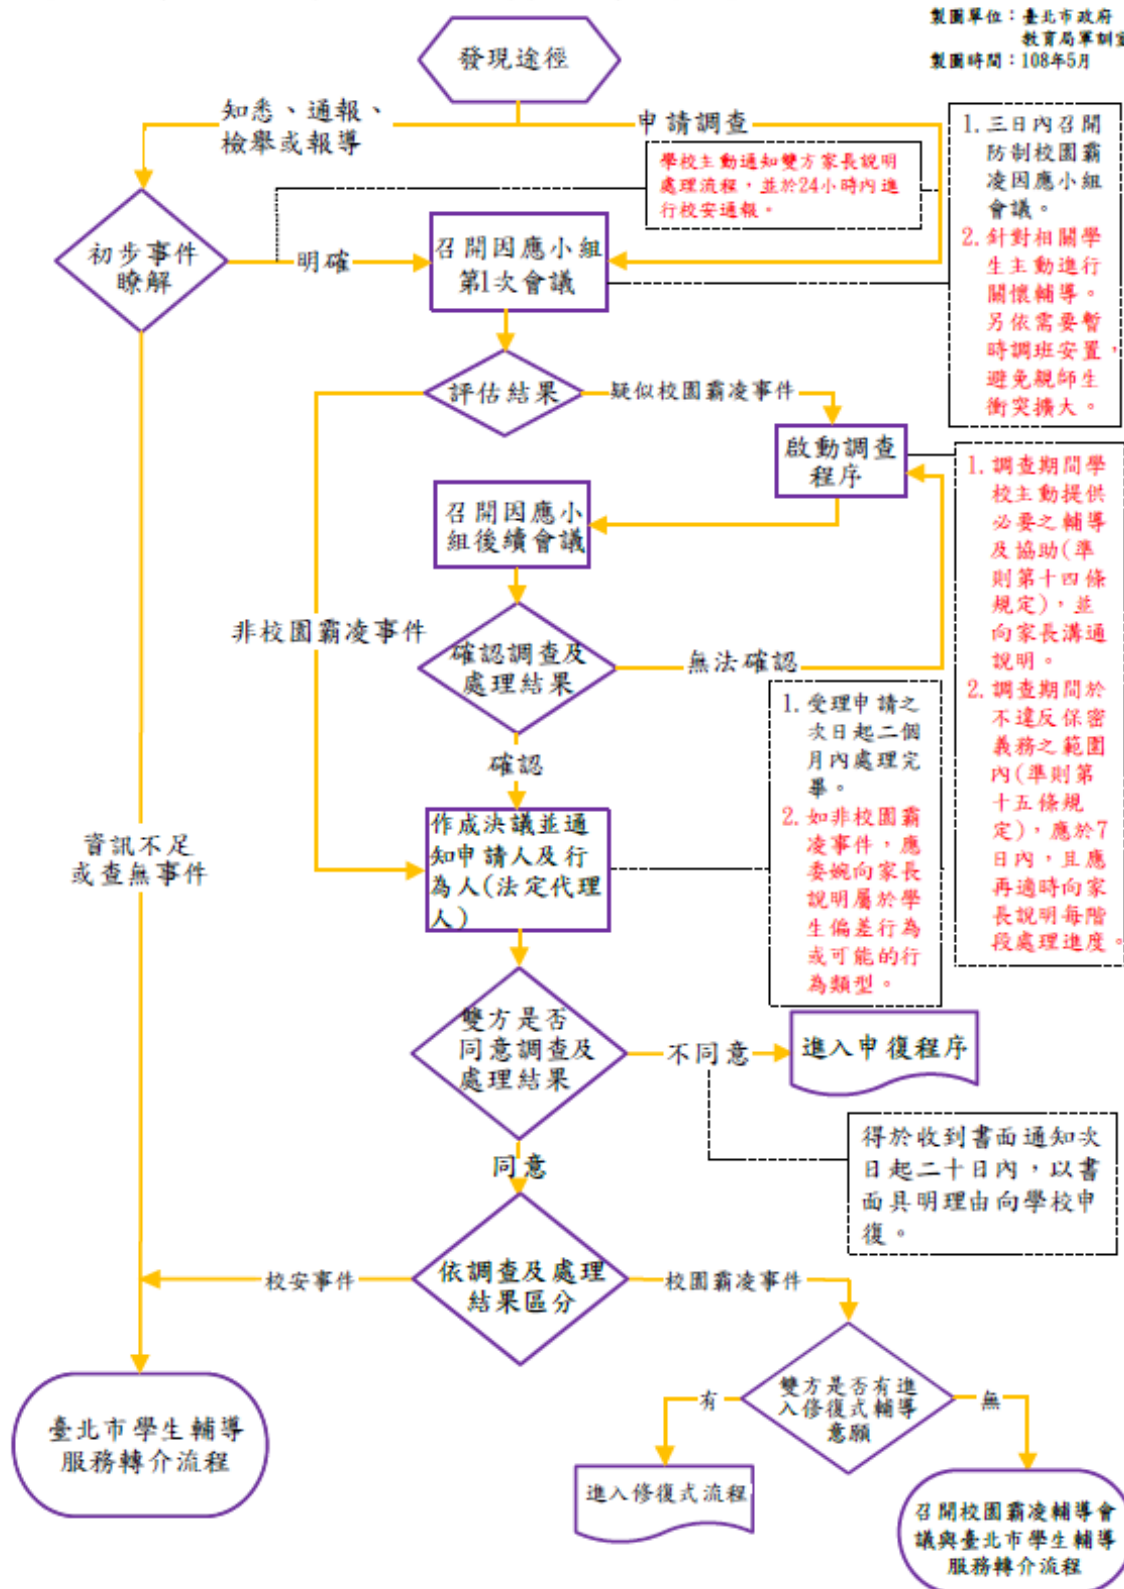 製圖單位：臺北市政府
教育局軍訓室
製圖時間：108年5月
發現途徑
知悉、通報、
檢舉或報導
申請調查
學校主動通知雙方家長說明
處理流程，並於24小時內進
行校安通報。
1. 三日內召開
防制校園霸
凌因應小組
會議。
2. 針對相關學
生主動進行
關懷輔導。
另依需要暫
時調班安置，
避免親師生
衝突擴大。
初步事件
瞭解
明確
召開因應小組
第1次會議
評估結果
疑似校園霸凌事件
啟動調查
程序
1. 調查期間學
校主動提供
必要之輔導
及協助(準
則第十四條
規定)，並
向家長溝通
說明。
2. 調查期間於
不違反保密
義務之範圍
內(準則第
十五條規
定)，應於7
日內，且應
再適時向家
長說明每階
段處理進度。
召開因應小
組後續會議
非校園霸凌事件
確認調查及
處理結果
無法確認
確認
1. 受理申請之
次日起二個
月內處理完
畢。
2. 如非校園霸
凌事件，應
委婉向家長
說明屬於學
生偏差行為
或可能的行
為類型。
作成決議並通
知申請人及行
為人(法定代理
人)
資訊不足
或查無事件
雙方是否
同意調查及
處理結果
不同意
進入申復程序
得於收到書面通知次
日起二十日內，以書
面具明理由向學校申
復。
同意
依調查及處理
結果區分
校安事件
校園霸凌事件
雙方是否有進
入修復式輔導
意願
有
無
臺北市學生輔導
服務轉介流程
進入修復式流程
召開校園霸凌輔導會
議與臺北市學生輔導
服務轉介流程